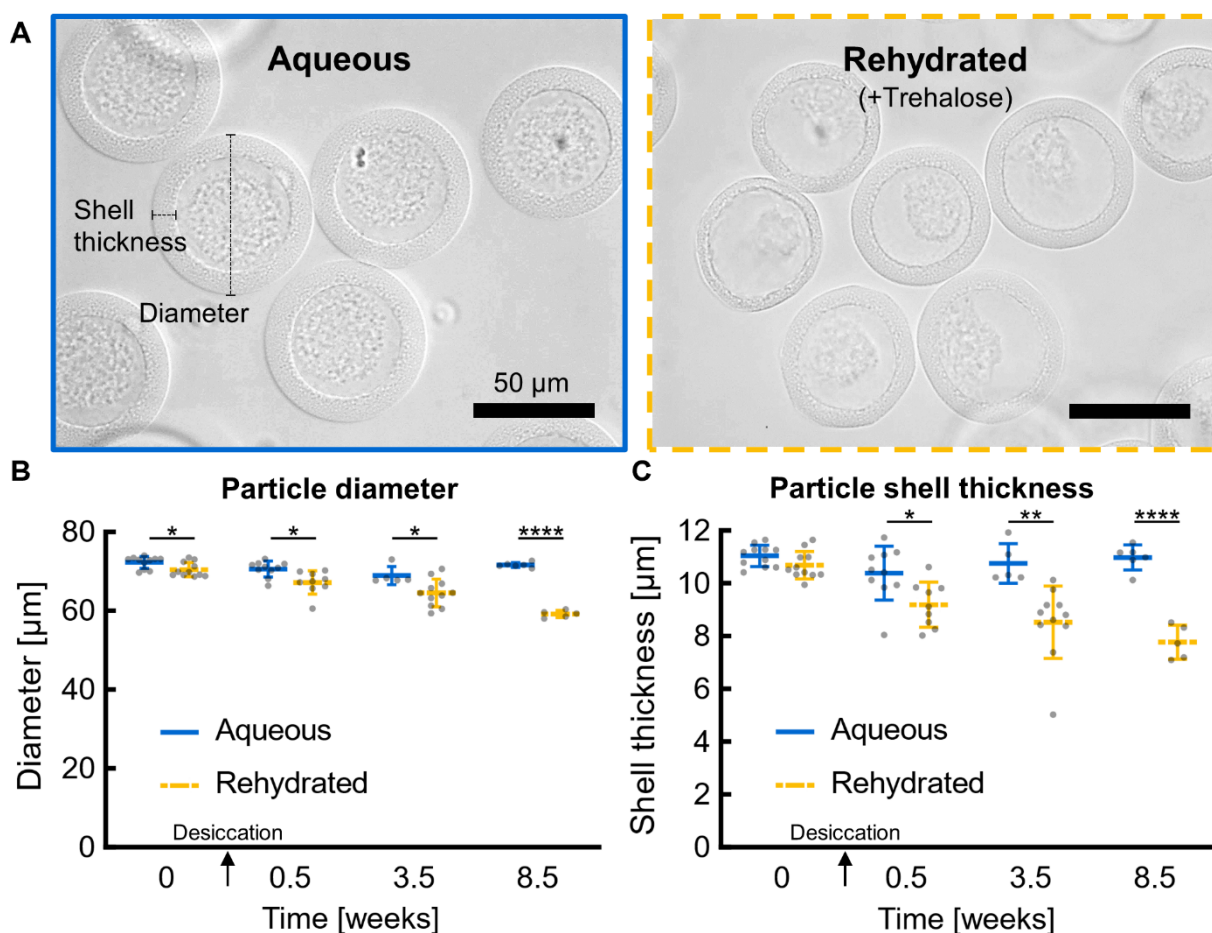 A
Aqueous
Shell
thickness
Diameter
50 µm
Rehydrated
(+Trehalose)
B
Particle diameter
* * * ****
Diameter [µm]
80
60
40
20
0
Aqueous
Rehydrated
Desiccation
0 0.5 3.5 8.5
Time [weeks]
C
Particle shell thickness
* ** ****
Shell thickness [µm]
12
10
8
6
4
2
0
Aqueous
Rehydrated
Desiccation
0 0.5 3.5 8.5
Time [weeks]